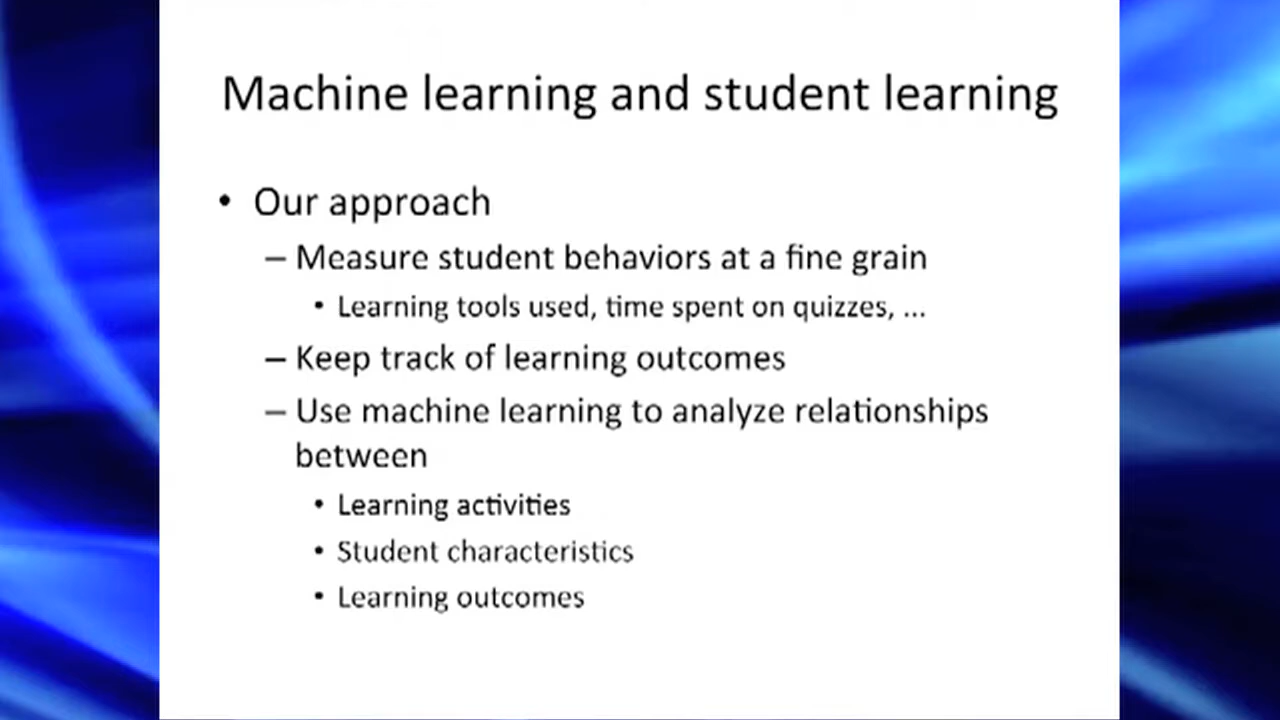 Machine learning and student learning
• Our approach
– Measure student behaviors at a fine grain
• Learning tools used, time spent on quizzes, ...
– Keep track of learning outcomes
– Use machine learning to analyze relationships
between
• Learning activities
• Student characteristics
• Learning outcomes